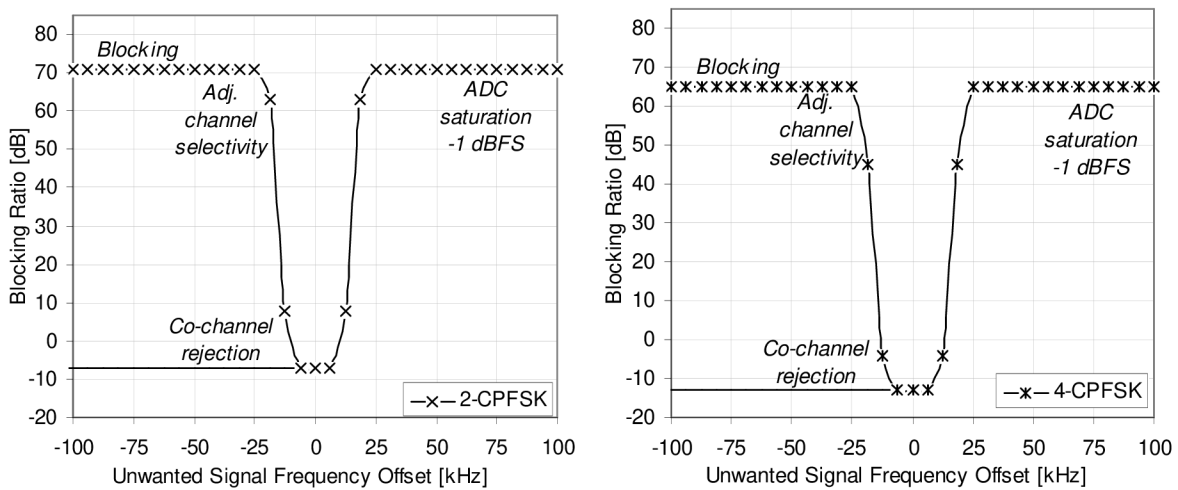 80
70
60
50
40
30
20
10
0
-10
-20
Blocking Ratio [dB]
Blocking
Adj.
channel
selectivity
ADC
saturation
-1 dBFS
Co-channel
rejection
2-CPFSK
-100 -75 -50 -25 0 25 50 75 100
Unwanted Signal Frequency Offset [kHz]
80
70
60
50
40
30
20
10
0
-10
-20
Blocking Ratio [dB]
Blocking
Adj.
channel
selectivity
ADC
saturation
-1 dBFS
Co-channel
rejection
4-CPFSK
-100 -75 -50 -25 0 25 50 75 100
Unwanted Signal Frequency Offset [kHz]